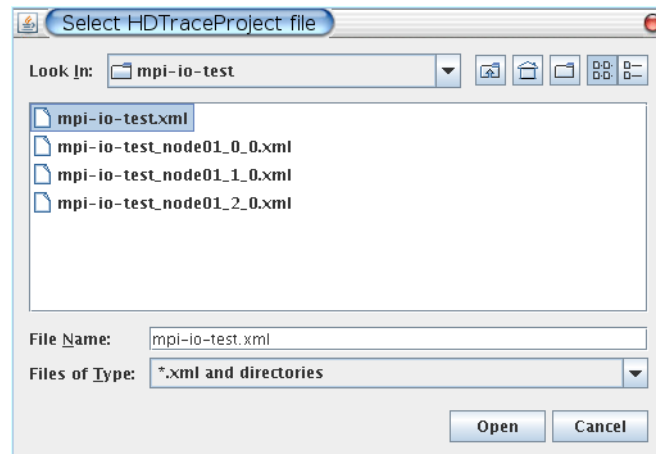 Select HDTraceProject file
Look In: mpi-io-test
mpi-io-test.xml
mpi-io-test_node01_0_0.xml
mpi-io-test_node01_1_0.xml
mpi-io-test_node01_2_0.xml
File Name: mpi-io-test.xml
Files of Type: *.xml and directories
Open Cancel